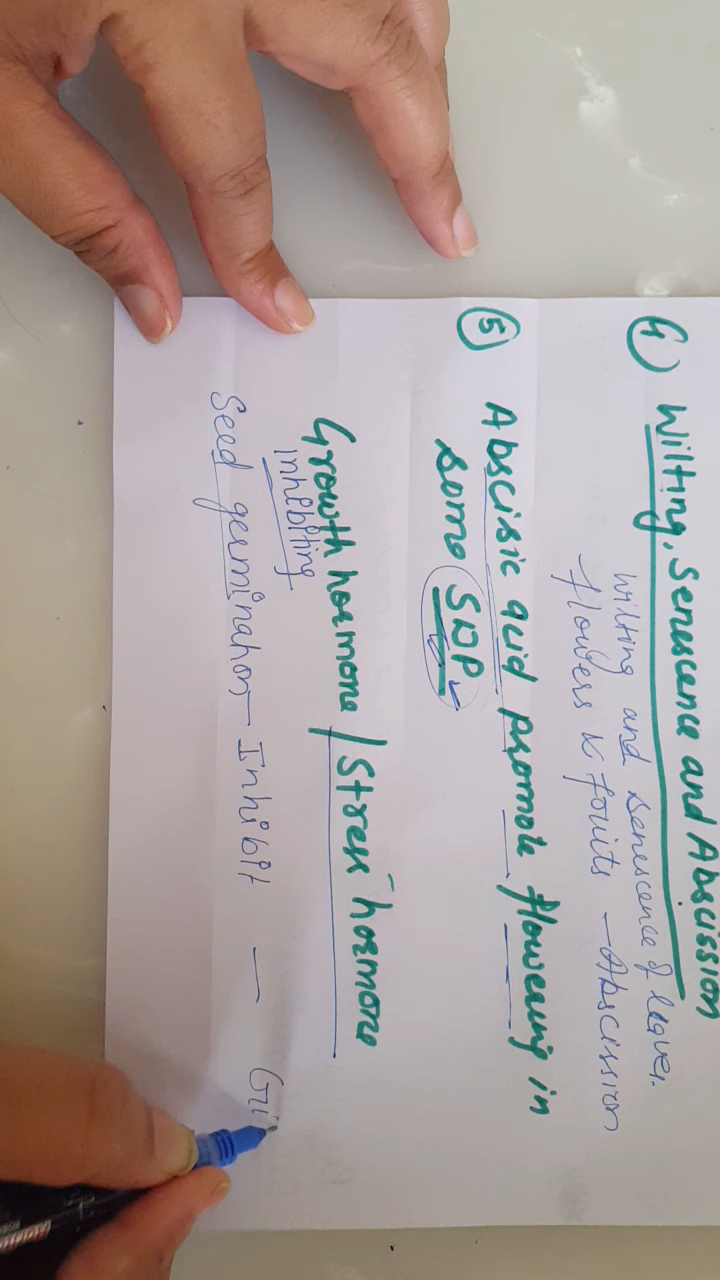 4) Wilting, Senescence and Abscission
Wilting and senescence of leaves.
flowers & fruits — Abscission
5 Abscisic acid promote flowering in
some SDP
Growth hormone / Stress hormone
inhibiting
Seed germination — Inhibit —